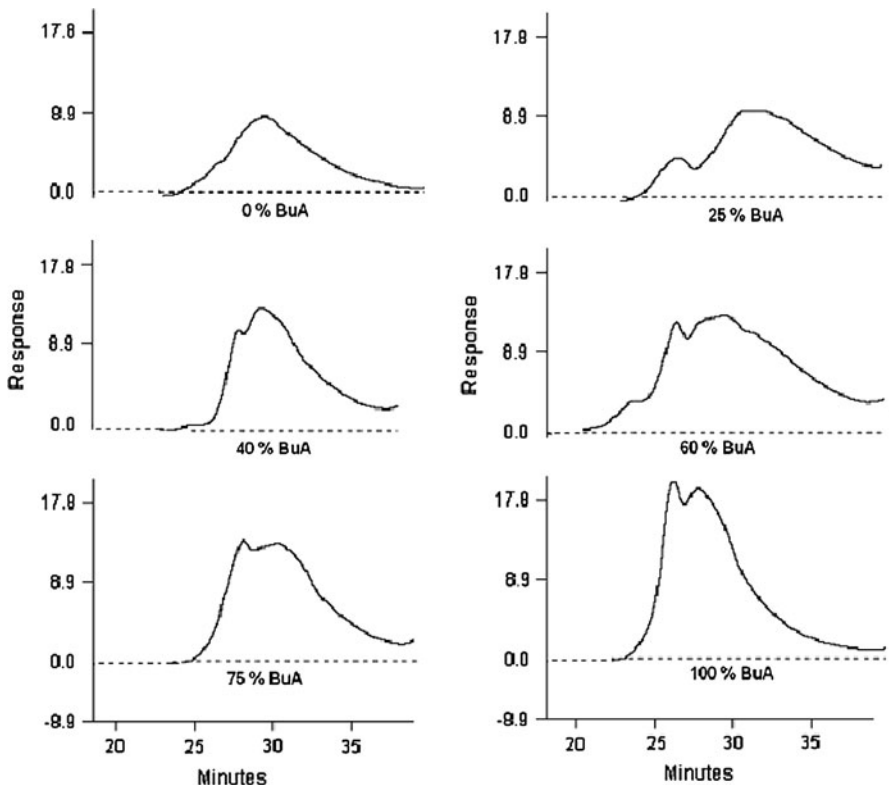 17.8
8.9
0.0
0 % BuA
17.8
8.9
0.0
25 % BuA
Response
17.8
8.9
0.0
40 % BuA
Response
17.8
8.9
0.0
60 % BuA
17.8
8.9
0.0
-8.9
75 % BuA
20 25 30 35
Minutes
17.8
8.9
0.0
-8.9
100 % BuA
20 25 30 35
Minutes